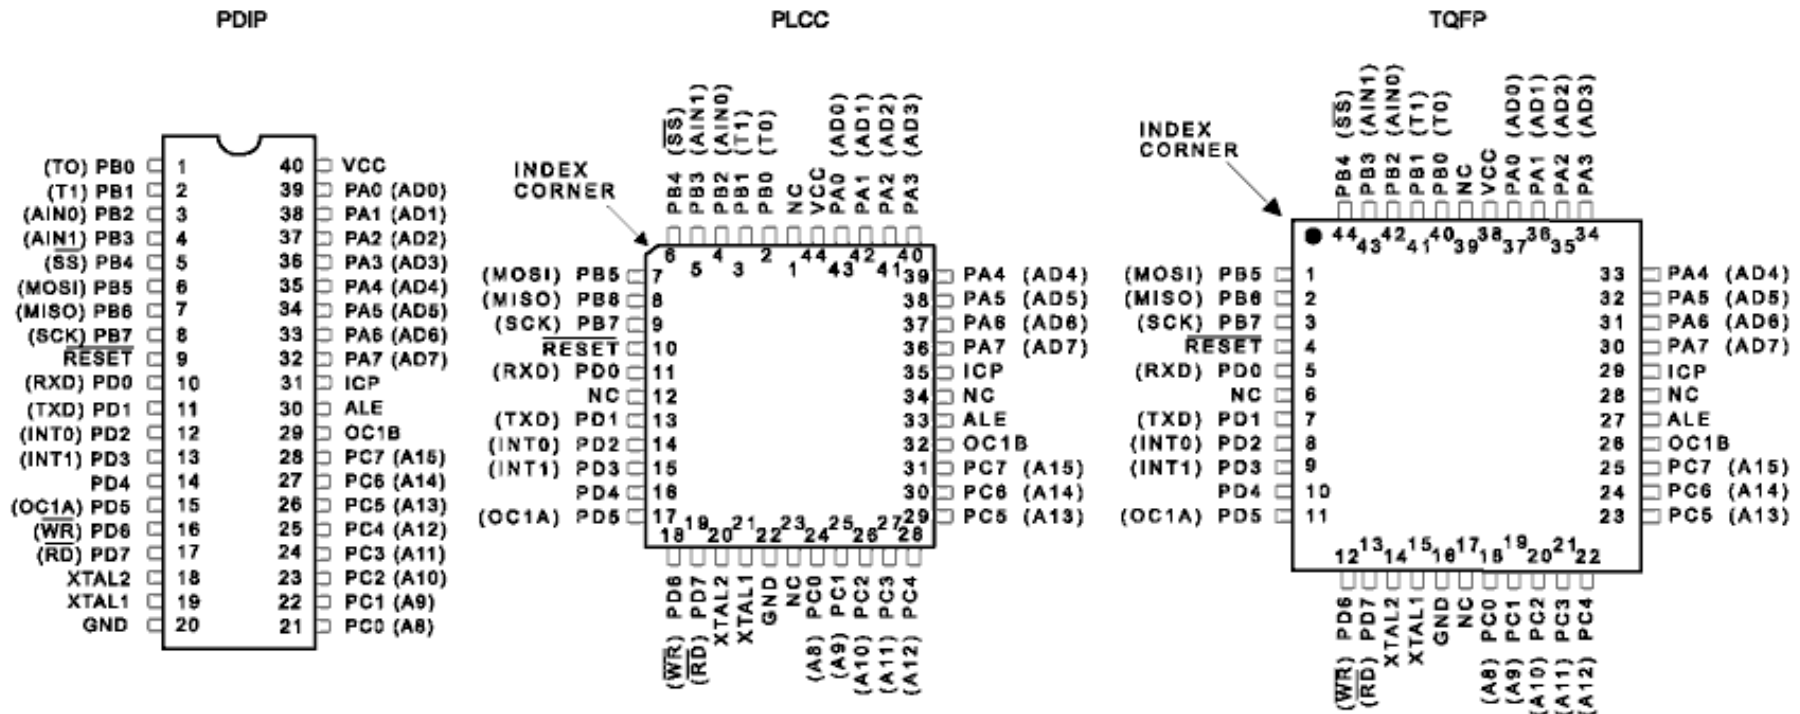 PDIP
(TO) PB0 1 40 VCC
(T1) PB1 2 39 PA0 (AD0)
(AIN0) PB2 3 38 PA1 (AD1)
(AIN1) PB3 4 37 PA2 (AD2)
(SS) PB4 5 36 PA3 (AD3)
(MOSI) PB5 6 35 PA4 (AD4)
(MISO) PB6 7 34 PA5 (AD5)
(SCK) PB7 8 33 PA6 (AD6)
RESET 9 32 PA7 (AD7)
(RXD) PD0 10 31 ICP
(TXD) PD1 11 30 ALE
(INT0) PD2 12 29 OC1B
(INT1) PD3 13 28 PC7 (A15)
PD4 14 27 PC6 (A14)
(OC1A) PD5 15 26 PC5 (A13)
(WR) PD6 16 25 PC4 (A12)
(RD) PD7 17 24 PC3 (A11)
XTAL2 18 23 PC2 (A10)
XTAL1 19 22 PC1 (A9)
GND 20 21 PC0 (A8)
PLCC
INDEX
CORNER
PB4 (SS)
PB3 (AIN1)
PB2 (AIN0)
PB1 (T1)
PB0 (T0)
NC
VCC
PA0 (AD0)
PA1 (AD1)
PA2 (AD2)
PA3 (AD3)
6 5 4 3 2 1 44 43 42 41 40
(MOSI) PB5 7 39 PA4 (AD4)
(MISO) PB6 8 38 PA5 (AD5)
(SCK) PB7 9 37 PA6 (AD6)
RESET 10 36 PA7 (AD7)
(RXD) PD0 11 35 ICP
NC 12 34 NC
(TXD) PD1 13 33 ALE
(INT0) PD2 14 32 OC1B
(INT1) PD3 15 31 PC7 (A15)
PD4 16 30 PC6 (A14)
(OC1A) PD5 17 29 PC5 (A13)
18 19 20 21 22 23 24 25 26 27 28
(WR) PD6
(RD) PD7
XTAL2
XTAL1
GND
NC
(A8) PC0
(A9) PC1
(A10) PC2
(A11) PC3
(A12) PC4
TQFP
INDEX
CORNER
PB4 (SS)
PB3 (AIN1)
PB2 (AIN0)
PB1 (T1)
PB0 (T0)
NC
VCC
PA0 (AD0)
PA1 (AD1)
PA2 (AD2)
PA3 (AD3)
44 43 42 41 40 39 38 37 36 35 34
(MOSI) PB5 1 33 PA4 (AD4)
(MISO) PB6 2 32 PA5 (AD5)
(SCK) PB7 3 31 PA6 (AD6)
RESET 4 30 PA7 (AD7)
(RXD) PD0 5 29 ICP
NC 6 28 NC
(TXD) PD1 7 27 ALE
(INT0) PD2 8 26 OC1B
(INT1) PD3 9 25 PC7 (A15)
PD4 10 24 PC6 (A14)
(OC1A) PD5 11 23 PC5 (A13)
12 13 14 15 16 17 18 19 20 21 22
(WR) PD6
(RD) PD7
XTAL2
XTAL1
GND
NC
(A8) PC0
(A9) PC1
(A10) PC2
(A11) PC3
(A12) PC4